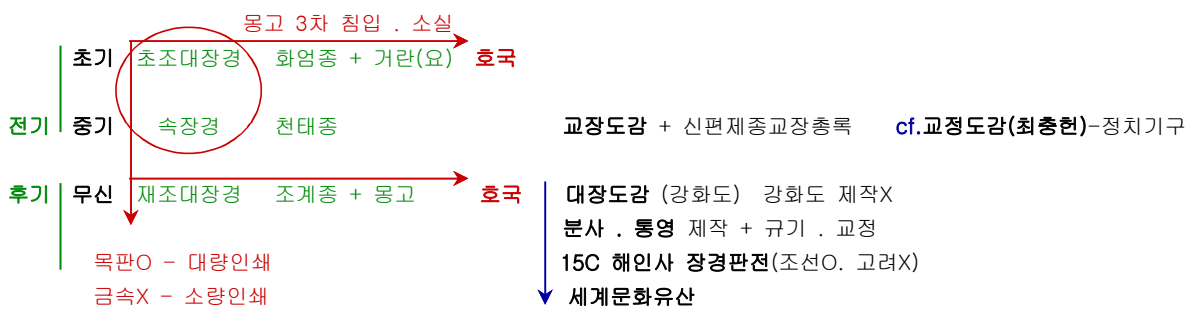 몽고 3차 침입 . 소실
초기 초조대장경 화엄종 + 거란(요) 호국
전기 중기 속장경 천태종 교장도감 + 신편제종교장총록 cf.교정도감(최충헌)-정치기구
후기 무신 재조대장경 조계종 + 몽고 호국 대장도감 (강화도) 강화도 제작X
분사 . 통영 제작 + 규기 . 교정
목판O - 대량인쇄 15C 해인사 장경판전(조선O. 고려X)
금속X - 소량인쇄 세계문화유산